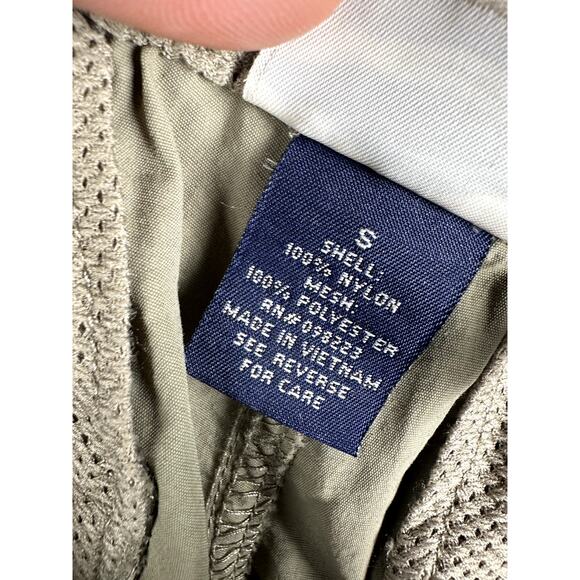 S
SHELL:
100% NYLON
MESH:
100% POLYESTER
RN#098223
MADE IN VIETNAM
SEE REVERSE
FOR CARE